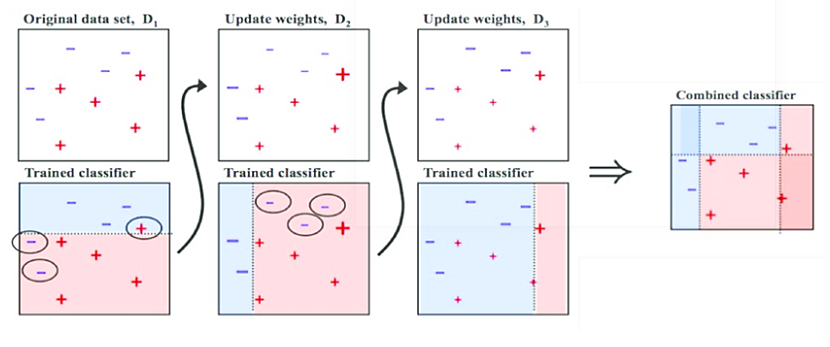 Original data set, D1
Update weights, D2
Update weights, D3
Combined classifier
Trained classifier
Trained classifier
Trained classifier